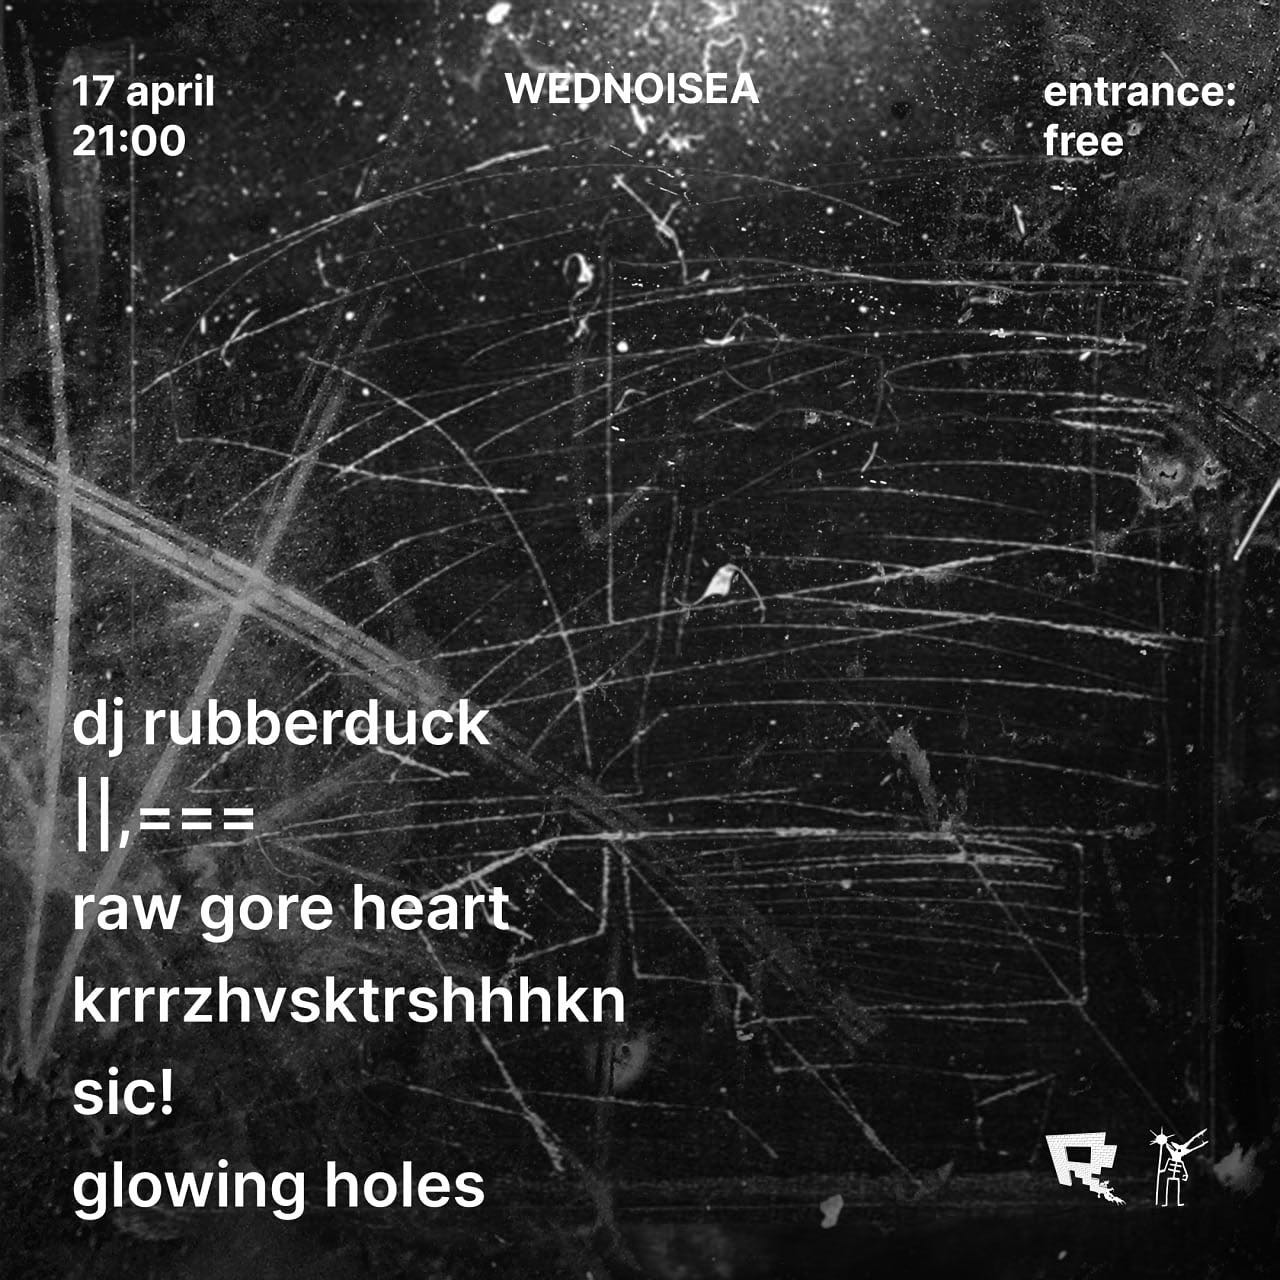 17 april
21:00
WEDNOISEA
entrance:
free
dj rubberduck
||,===
raw gore heart
krrrzhvsktrshhhkn
sic!
glowing holes